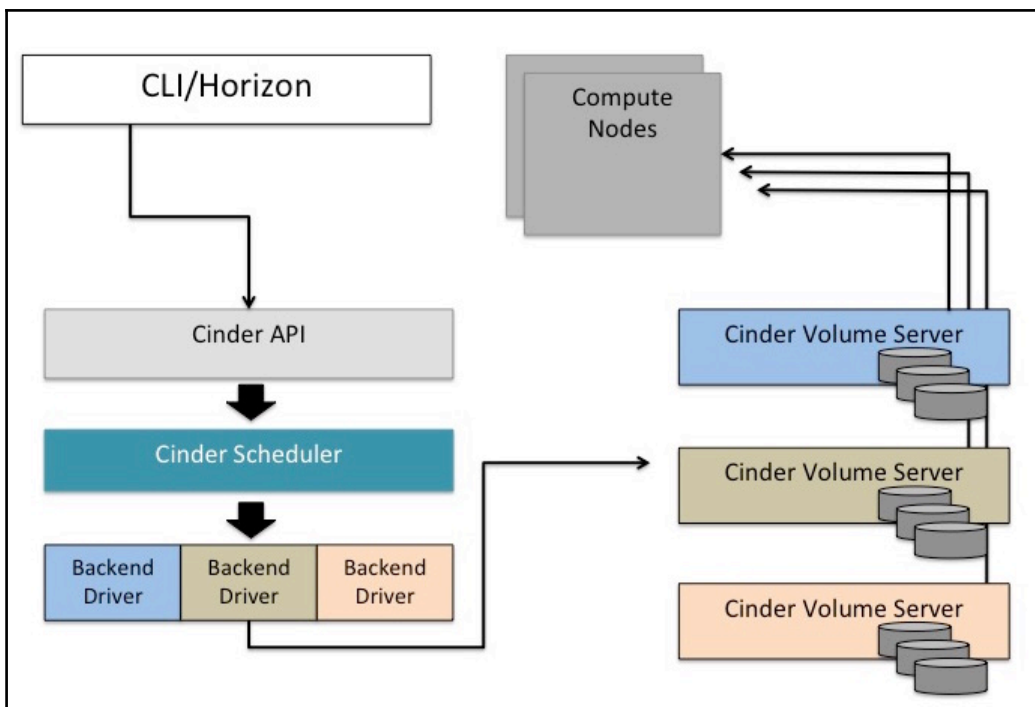 CLI/Horizon
Compute
Nodes
Cinder API
Cinder Volume Server
Cinder Scheduler
Cinder Volume Server
Backend
Driver
Backend
Driver
Backend
Driver
Cinder Volume Server